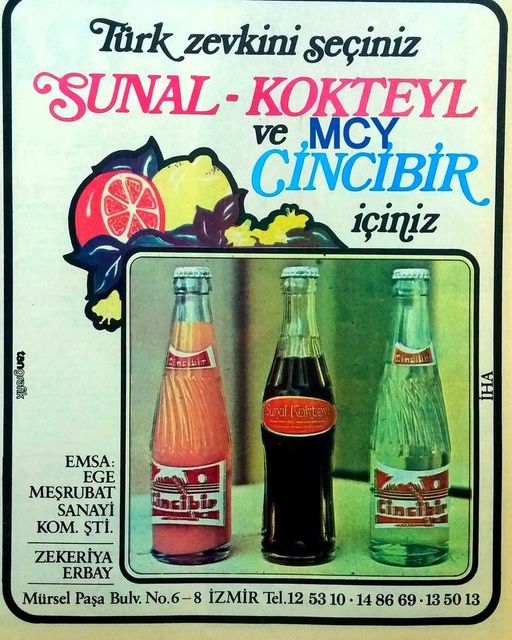 Türk zevkini seçiniz
SUNAL - KOKTEYL
ve MCY
CİNCİBİR
içiniz
Cincibir
Cincibir
Sunal Kokteyl
Cincibir
Cincibir
tangrafik
İHA
EMSA:
EGE
MEŞRUBAT
SANAYİ
KOM. ŞTİ.
ZEKERİYA
ERBAY
Mürsel Paşa Bulv. No. 6 - 8 İZMİR Tel. 12 53 10 · 14 86 69 · 13 50 13